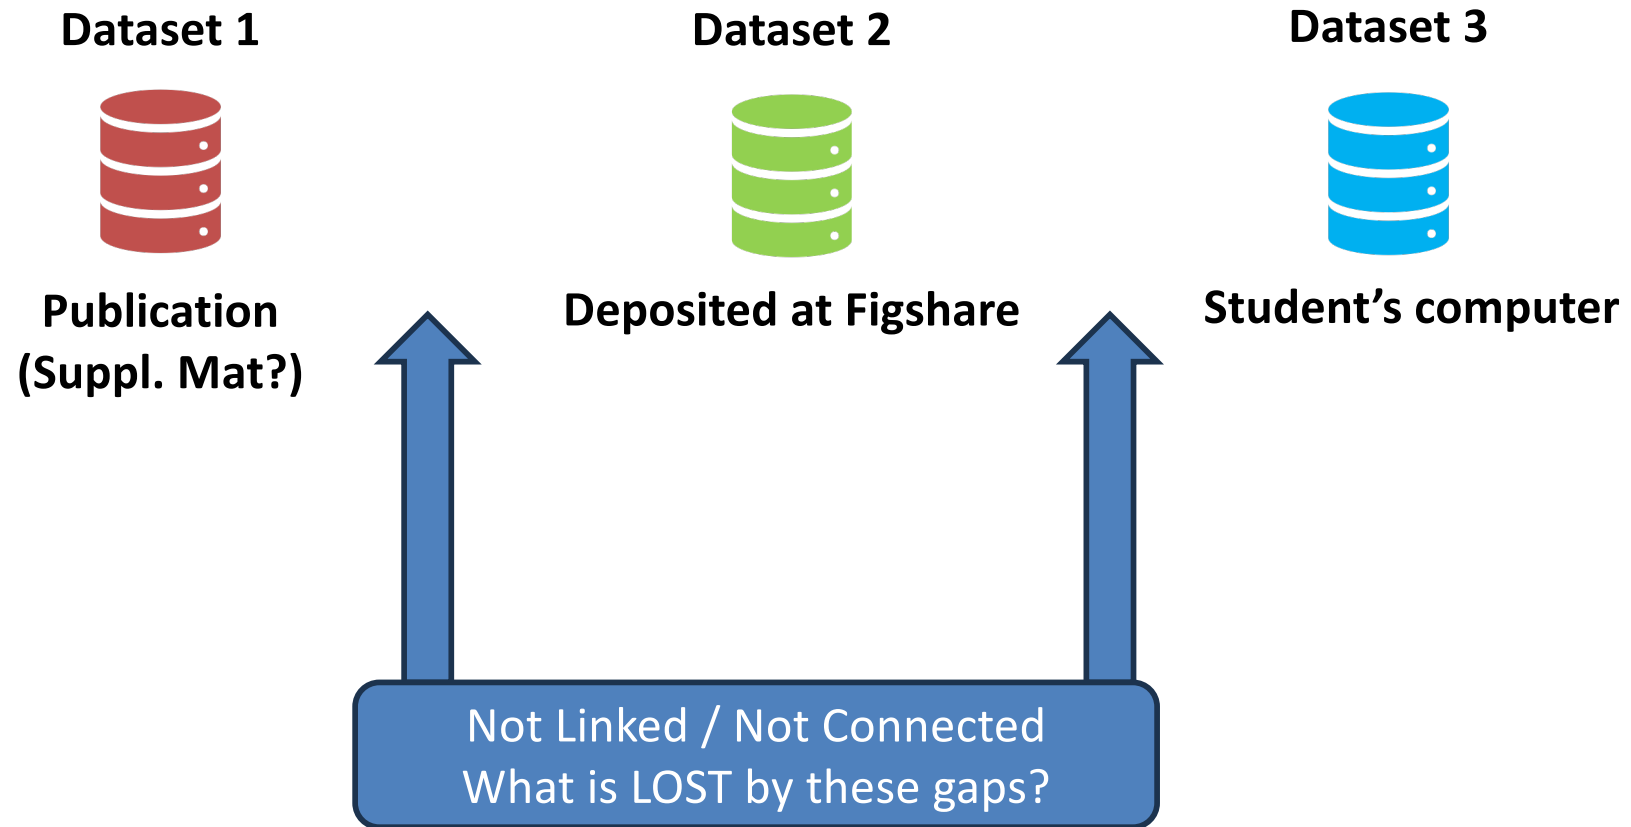 Dataset 1
Dataset 2
Dataset 3
Publication
(Suppl. Mat?)
Deposited at Figshare
Student’s computer
Not Linked / Not Connected
What is LOST by these gaps?